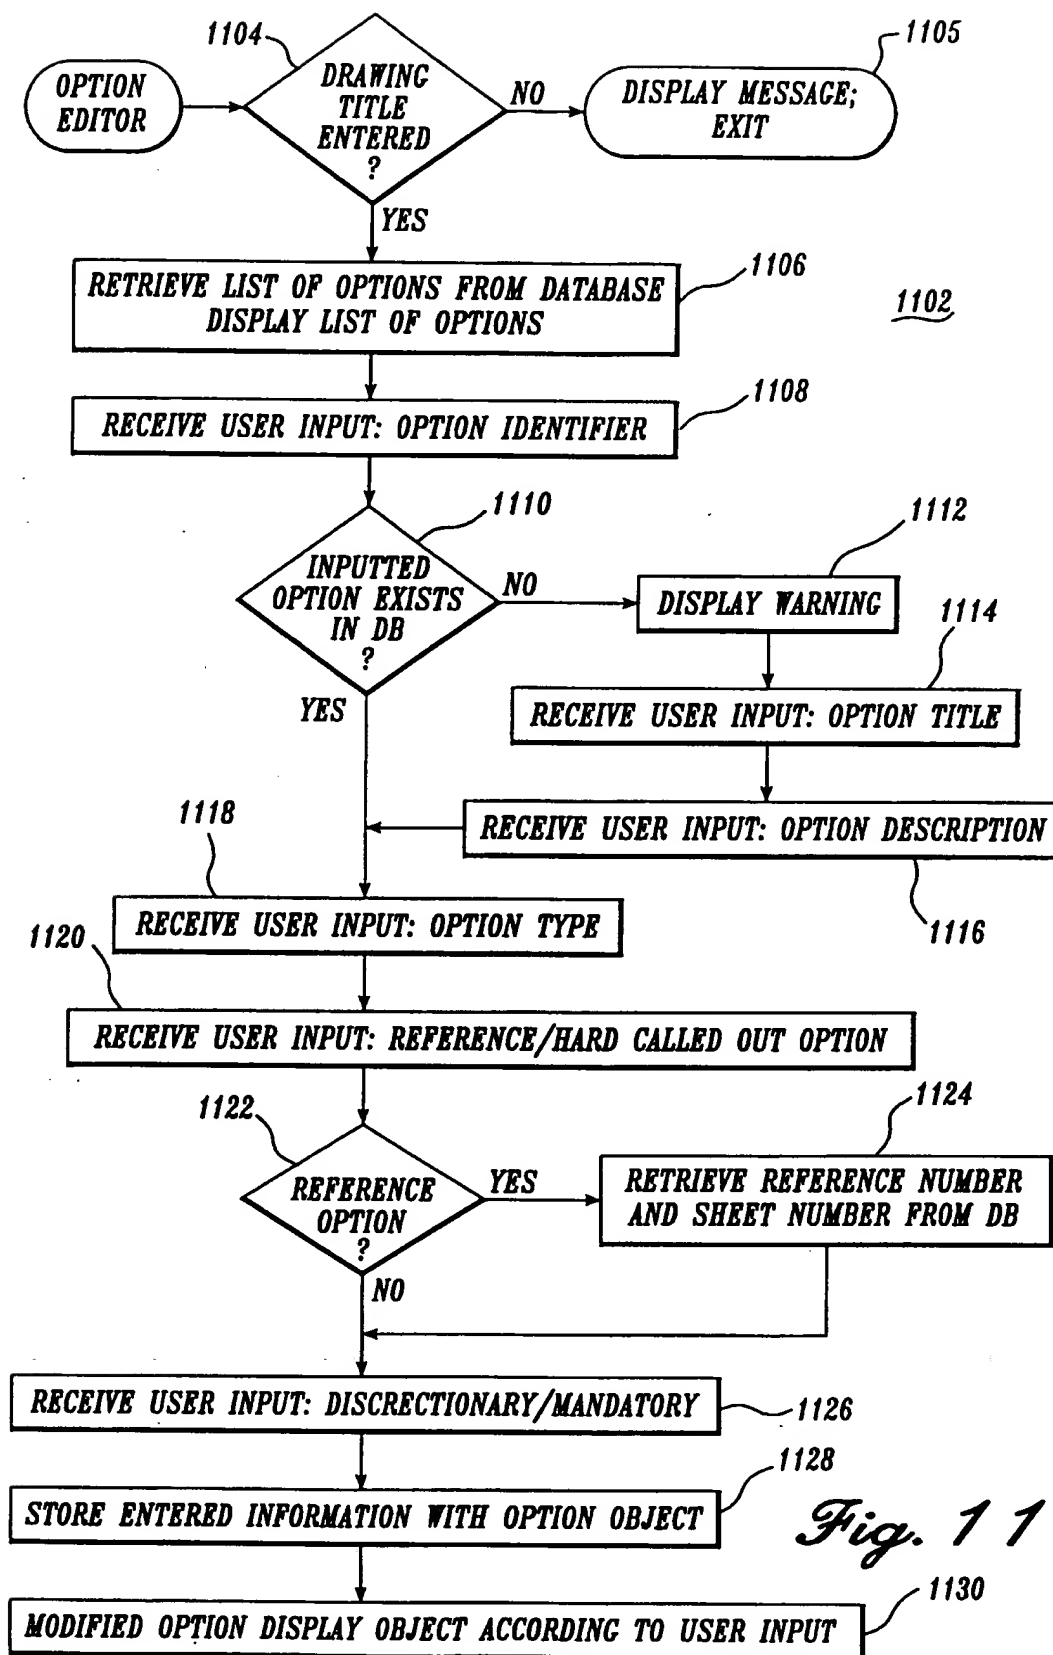 1104
1105
OPTION
EDITOR
DRAWING
TITLE
ENTERED
?
NO
DISPLAY MESSAGE;
EXIT
YES
1106
RETRIEVE LIST OF OPTIONS FROM DATABASE
DISPLAY LIST OF OPTIONS
1102
1108
RECEIVE USER INPUT: OPTION IDENTIFIER
1110
1112
INPUTTED
OPTION EXISTS
IN DB
?
NO
DISPLAY WARNING
1114
YES
RECEIVE USER INPUT: OPTION TITLE
1118
RECEIVE USER INPUT: OPTION DESCRIPTION
RECEIVE USER INPUT: OPTION TYPE
1116
1120
RECEIVE USER INPUT: REFERENCE/HARD CALLED OUT OPTION
1122
1124
REFERENCE
OPTION
?
YES
RETRIEVE REFERENCE NUMBER
AND SHEET NUMBER FROM DB
NO
RECEIVE USER INPUT: DISCRECTIONARY/MANDATORY
1126
1128
STORE ENTERED INFORMATION WITH OPTION OBJECT
Fig. 11
1130
MODIFIED OPTION DISPLAY OBJECT ACCORDING TO USER INPUT